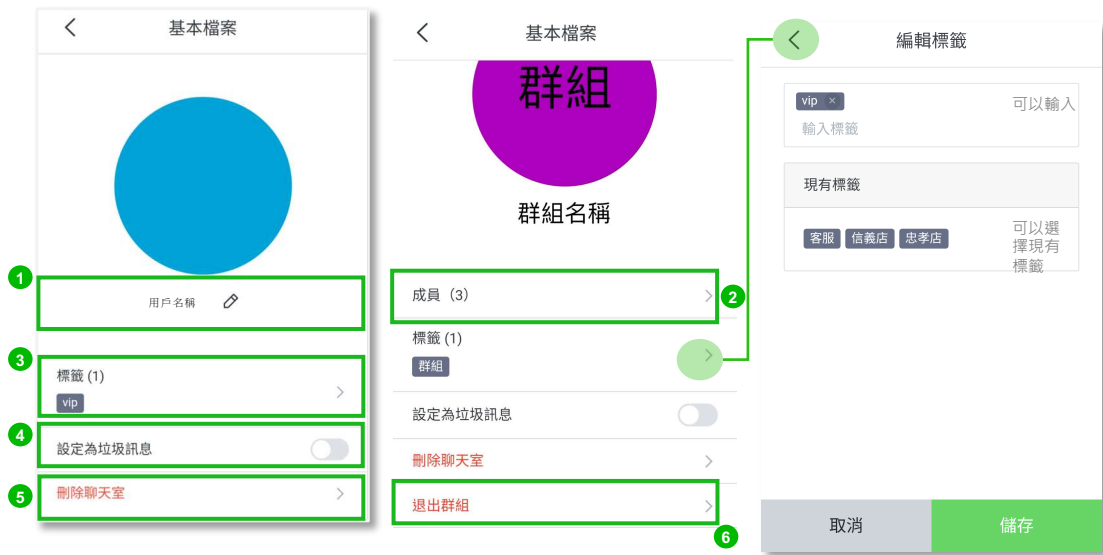 基本檔案
1
用戶名稱
3
標籤 (1)
vip
4
設定為垃圾訊息
5
刪除聊天室
基本檔案
群組
群組名稱
成員（3）
2
標籤 (1)
群組
設定為垃圾訊息
刪除聊天室
退出群組
6
編輯標籤
vip ×
可以輸入
輸入標籤
現有標籤
客服 信義店 忠孝店
可以選
擇現有
標籤
取消
儲存